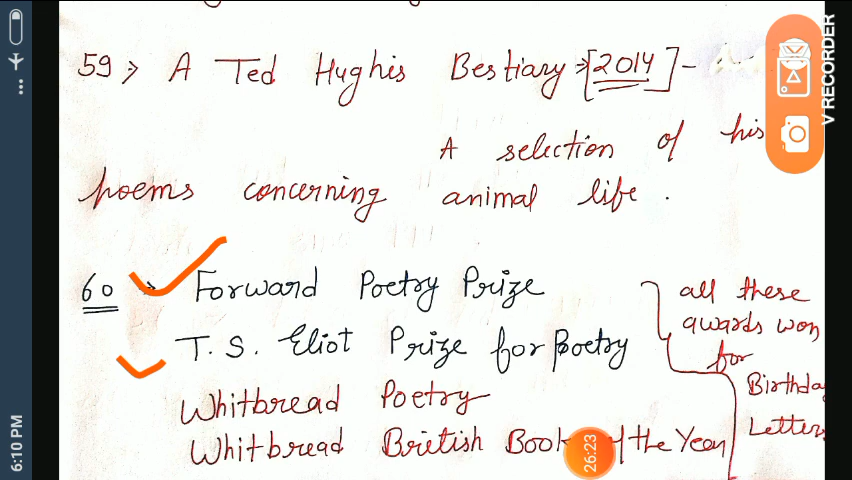 59> A Ted Hughis Bestiary ⇒[2014]-
A selection of his
poems concerning animal life.
60 > Forward Poetry Prize
T. S. Eliot Prize for Poetry
Whitbread Poetry
Whitbread British Book of the Year
all these
awards won
for
Birthday
Letters
V RECORDER
6:10 PM
26:23